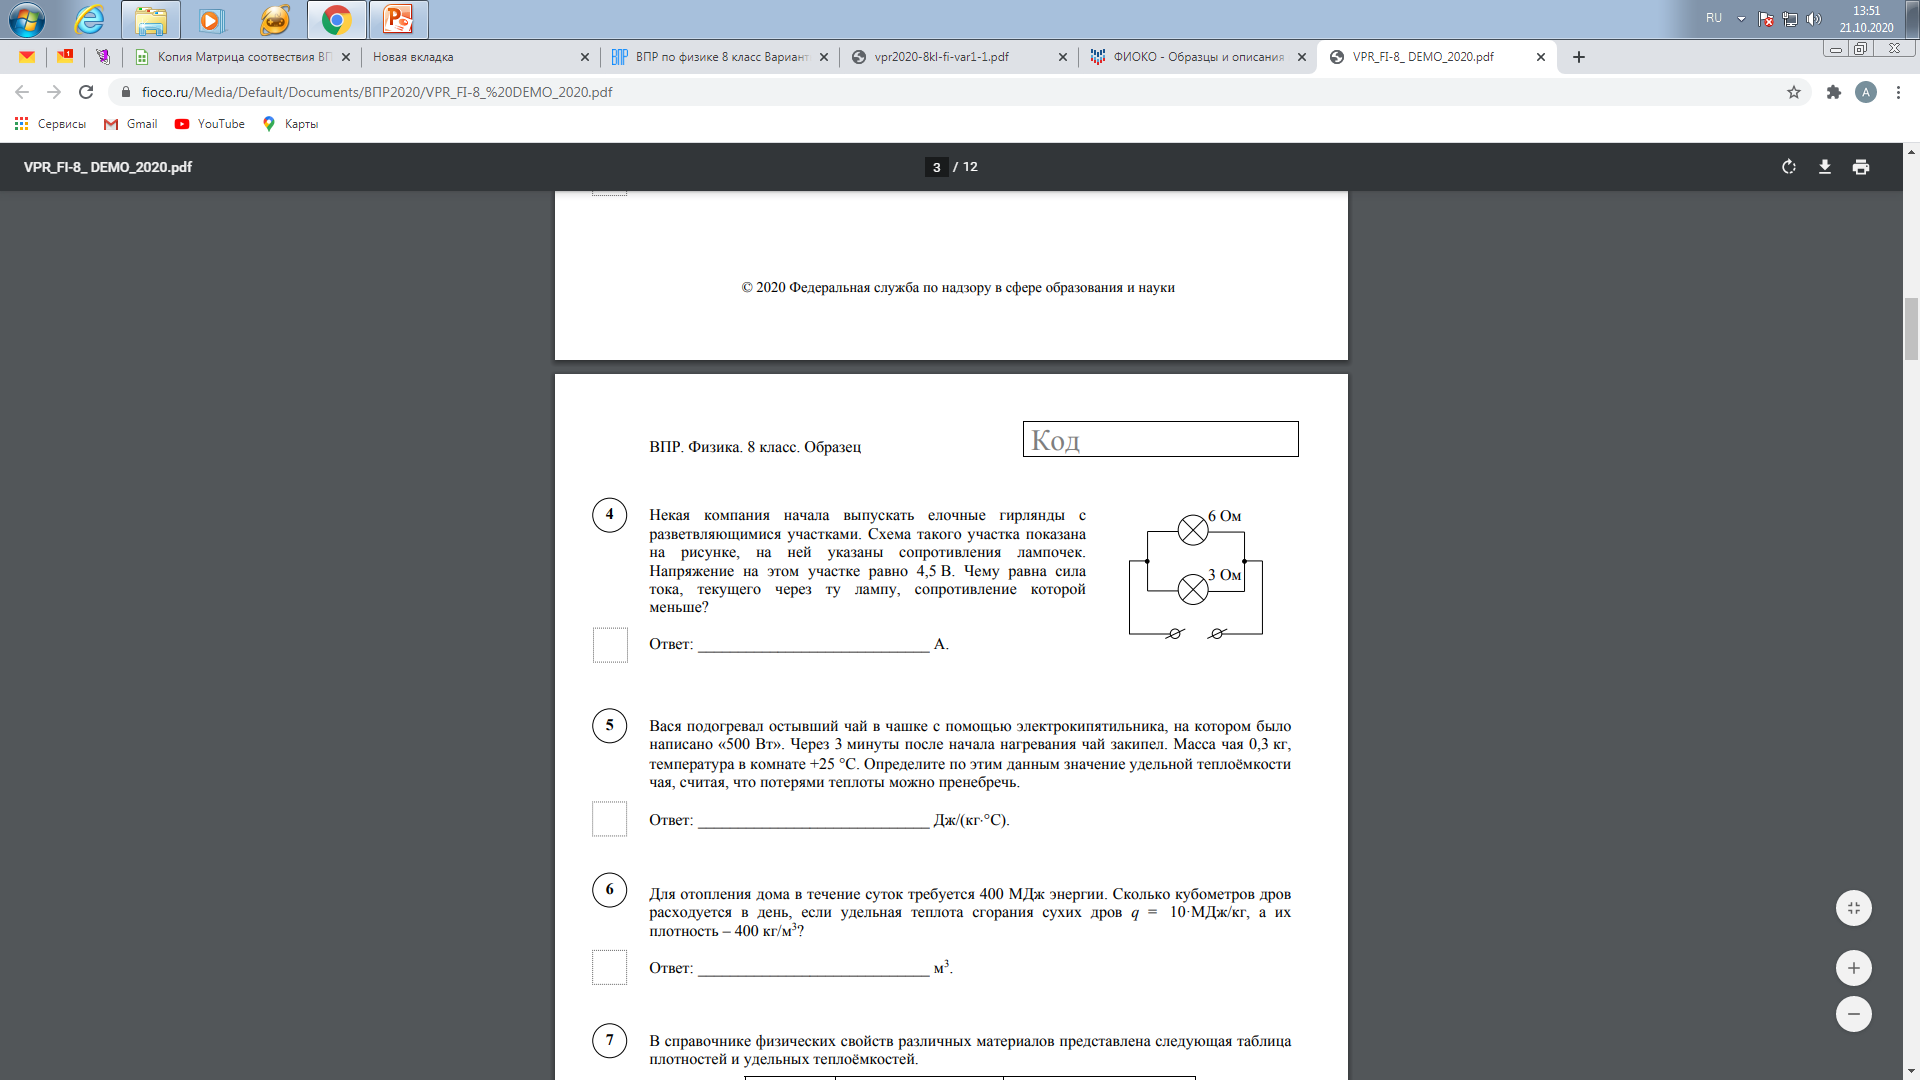 RU
13:51
21.10.2020
Копия Матрица соотвествия ВП
Новая вкладка
ВПР по физике 8 класс Вариант
vpr2020-8kl-fi-var1-1.pdf
ФИОКО - Образцы и описания
VPR_FI-8_ DEMO_2020.pdf
fioco.ru/Media/Default/Documents/ВПР2020/VPR_FI-8_%20DEMO_2020.pdf
A
Сервисы
Gmail
YouTube
Карты
VPR_FI-8_ DEMO_2020.pdf
3 / 12
© 2020 Федеральная служба по надзору в сфере образования и науки
ВПР. Физика. 8 класс. Образец
Код
4
Некая компания начала выпускать елочные гирлянды с
разветвляющимися участками. Схема такого участка показана
на рисунке, на ней указаны сопротивления лампочек.
Напряжение на этом участке равно 4,5 В. Чему равна сила
тока, текущего через ту лампу, сопротивление которой
меньше?
6 Ом
3 Ом
Ответ: _____________________________ А.
5
Вася подогревал остывший чай в чашке с помощью электрокипятильника, на котором было
написано «500 Вт». Через 3 минуты после начала нагревания чай закипел. Масса чая 0,3 кг,
температура в комнате +25 °С. Определите по этим данным значение удельной теплоёмкости
чая, считая, что потерями теплоты можно пренебречь.
Ответ: _____________________________ Дж/(кг·°С).
6
Для отопления дома в течение суток требуется 400 МДж энергии. Сколько кубометров дров
расходуется в день, если удельная теплота сгорания сухих дров q = 10·МДж/кг, а их
плотность – 400 кг/м³?
Ответ: _____________________________ м³.
7
В справочнике физических свойств различных материалов представлена следующая таблица
плотностей и удельных теплоёмкостей.